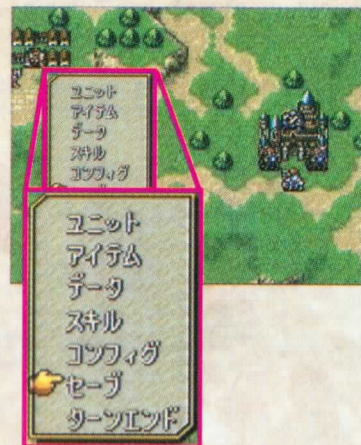 ユニット
アイテム
データ
スキル
コンフィグ
ユニット
アイテム
データ
スキル
コンフィグ
セーブ
ターンエンド